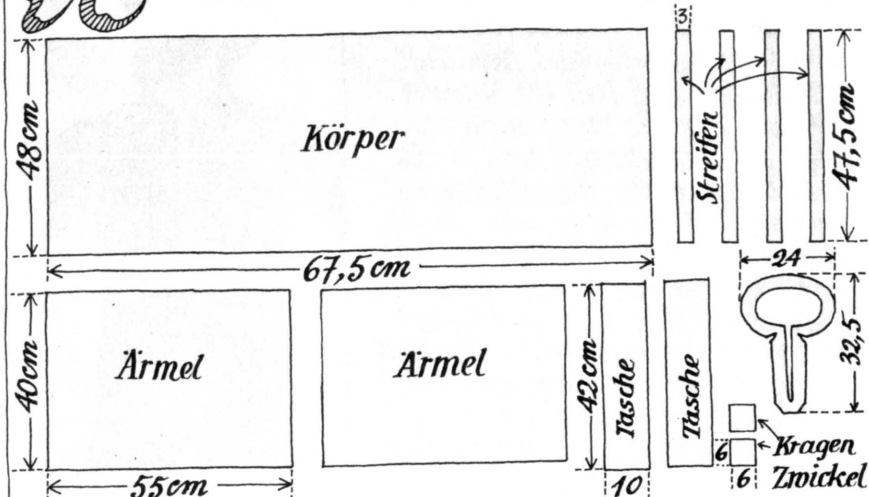 3
48 cm
Körper
Streifen
47,5 cm
67,5 cm
24
40 cm
Ärmel
Ärmel
42 cm
Tasche
Tasche
32,5
6
Kragen
6
Zwickel
55 cm
10